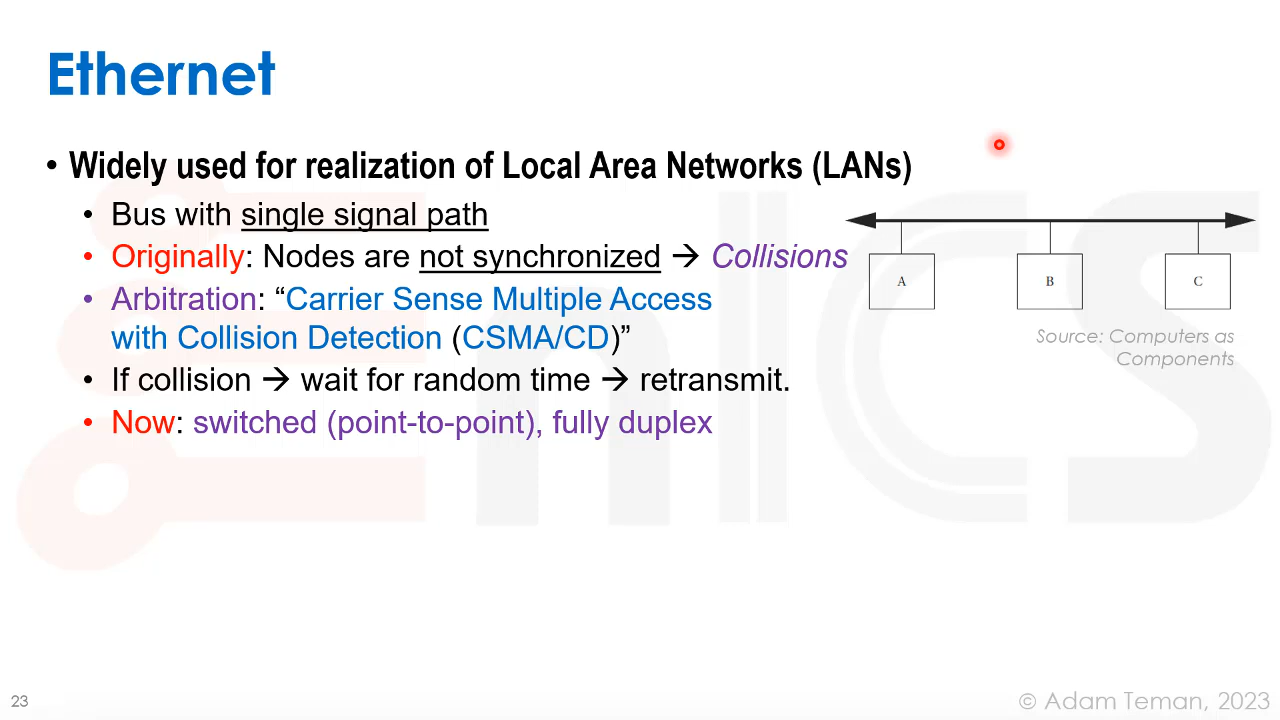 Ethernet
• Widely used for realization of Local Area Networks (LANs)
• Bus with single signal path
• Originally: Nodes are not synchronized → Collisions
• Arbitration: “Carrier Sense Multiple Access
with Collision Detection (CSMA/CD)”
• If collision → wait for random time → retransmit.
• Now: switched (point-to-point), fully duplex
A
B
C
Source: Computers as
Components
EnICS
23
© Adam Teman, 2023